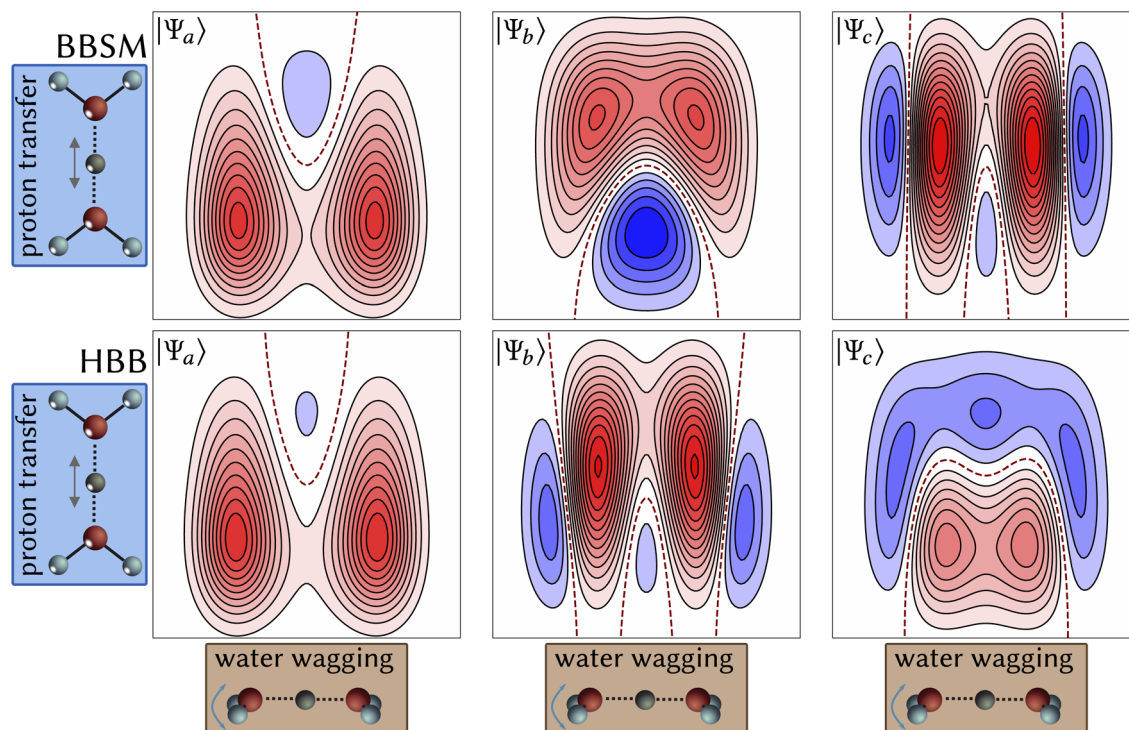 BBSM
proton transfer
|Ψa⟩
|Ψb⟩
|Ψc⟩
HBB
proton transfer
|Ψa⟩
|Ψb⟩
|Ψc⟩
water wagging
water wagging
water wagging